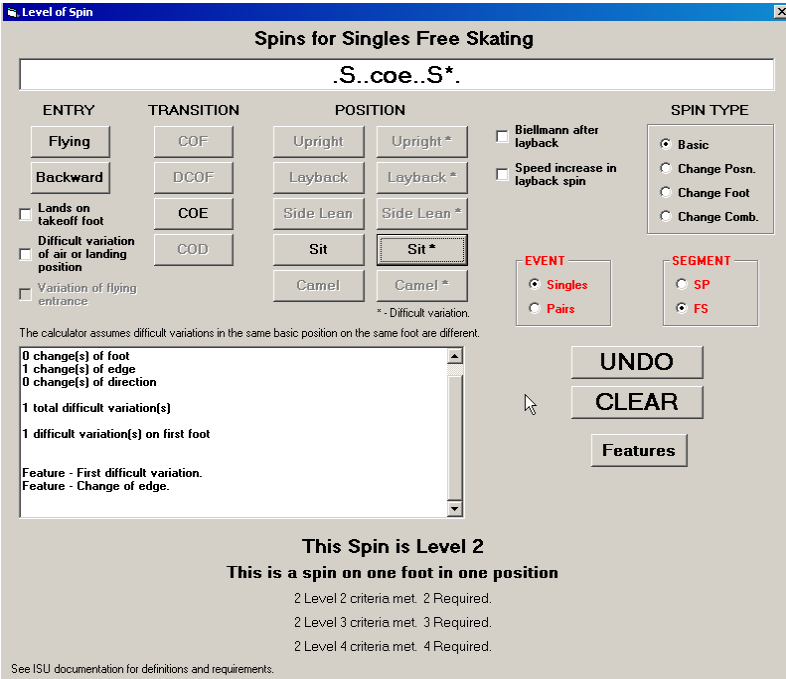 Level of Spin
Spins for Singles Free Skating
.S..coe..S*.
ENTRY TRANSITION POSITION SPIN TYPE
Flying COF Upright Upright *
Backward DCOF Layback Layback *
COE Side Lean Side Lean *
COD Sit Sit *
Camel Camel *
Lands on
takeoff foot
Difficult variation
of air or landing
position
Variation of flying
entrance
* - Difficult variation.
Biellmann after
layback
Speed increase in
layback spin
Basic
Change Posn.
Change Foot
Change Comb.
EVENT
Singles
Pairs
SEGMENT
SP
FS
The calculator assumes difficult variations in the same basic position on the same foot are different.
0 change(s) of foot
1 change(s) of edge
0 change(s) of direction
1 total difficult variation(s)
1 difficult variation(s) on first foot
Feature - First difficult variation.
Feature - Change of edge.
UNDO
CLEAR
Features
This Spin is Level 2
This is a spin on one foot in one position
2 Level 2 criteria met. 2 Required.
2 Level 3 criteria met. 3 Required.
2 Level 4 criteria met. 4 Required.
See ISU documentation for definitions and requirements.